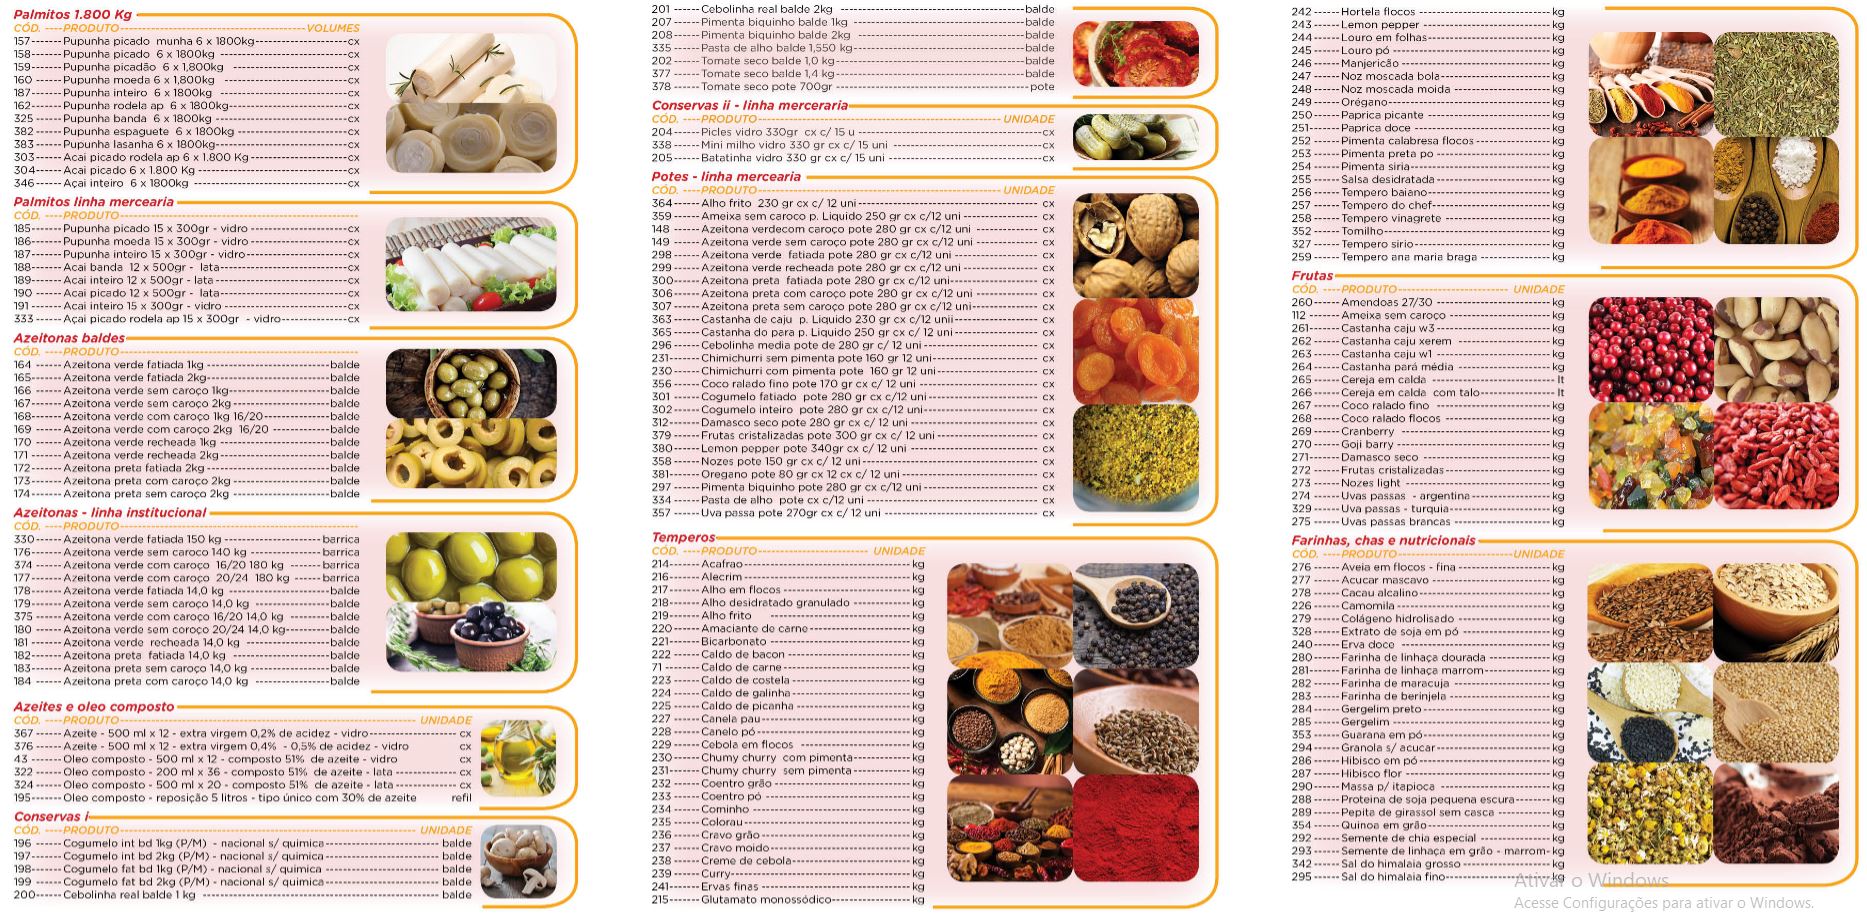 Palmitos 1.800 Kg
CÓD. ----PRODUTO------------VOLUMES
157------Pupunha picado munha 6 x 1800kg------cx
158------Pupunha picado 6 x 1800kg------cx
159------Pupunha picadão 6 x 1,800kg ------cx
160 ------Pupunha moeda 6 x 1,800kg ------cx
187------Pupunha inteiro 6 x 1800kg ------cx
162------Pupunha rodela ap 6 x 1800kg------cx
325------Pupunha banda 6 x 1800kg------cx
382------Pupunha espaguete 6 x 1800kg ------cx
383------Pupunha lasanha 6 x 1800kg------cx
303------Acai picado rodela ap 6 x 1.800 Kg------cx
304------Acai picado 6 x 1.800 Kg ------cx
346------Açai inteiro 6 x 1800kg ------cx
Palmitos linha mercearia
CÓD. ----PRODUTO------------
185------Pupunha picado 15 x 300gr - vidro ------cx
186------Pupunha moeda 15 x 300gr - vidro------cx
187------Pupunha inteiro 15 x 300gr - vidro------cx
188------Acai banda 12 x 500gr - lata------cx
189------Acai inteiro 12 x 500gr - lata------cx
190 ------Acai picado 12 x 500gr - lata------cx
191------Acai inteiro 15 x 300gr - vidro ------cx
333 ------Açai picado rodela ap 15 x 300gr - vidro------cx
Azeitonas baldes
CÓD. ----PRODUTO------------
164 ------Azeitona verde fatiada 1kg ------balde
165------Azeitona verde fatiada 2kg------balde
166 ------Azeitona verde sem caroço 1kg------balde
167------Azeitona verde sem caroço 2kg------balde
168------Azeitona verde com caroço 1kg 16/20------balde
169 ------Azeitona verde com caroço 2kg 16/20 ------balde
170 ------Azeitona verde recheada 1kg ------balde
171 ------Azeitona verde recheada 2kg------balde
172------Azeitona preta fatiada 2kg ------balde
173------Azeitona preta com caroço 2kg------balde
174------Azeitona preta sem caroço 2kg ------balde
Azeitonas - linha institucional
CÓD. ----PRODUTO------------
330------Azeitona verde fatiada 150 kg ------barrica
176------Azeitona verde sem caroco 140 kg ------barrica
374 ------Azeitona verde com caroço 16/20 180 kg ------barrica
177------Azeitona verde com caroço 20/24 180 kg ------barrica
178------Azeitona verde fatiada 14,0 kg ------balde
179------Azeitona verde sem caroço 14,0 kg ------balde
375------Azeitona verde com caroço 16/20 14,0 kg ------balde
180 ------Azeitona verde sem coroço 20/24 14,0 kg------balde
181 ------Azeitona verde recheada 14,0 kg ------balde
182 ------Azeitona preta fatiada 14,0 kg ------balde
183------Azeitona preta sem caroço 14,0 kg ------balde
184 ------Azeitona preta com caroço 14,0 kg ------balde
Azeites e oleo composto
CÓD. ----PRODUTO------------ UNIDADE
367------Azeite - 500 ml x 12 - extra virgem 0,2% de acidez - vidro------cx
376------Azeite - 500 ml x 12 - extra virgem 0,4% - 0,5% de acidez - vidro cx
43 ------Oleo composto - 500 ml x 12 - composto 51% de azeite - vidro cx
322 ------Oleo composto - 200 ml x 36 - composto 51% de azeite - lata------cx
324------Oleo composto - 500 ml x 20 - composto 51% de azeite - lata------cx
195------Oleo composto - reposição 5 litros - tipo único com 30% de azeite refil
Conservas i
CÓD. ----PRODUTO------------ UNIDADE
196 ------Cogumelo int bd 1kg (P/M) - nacional s/ quimica------balde
197------Cogumelo int bd 2kg (P/M) - nacional s/ quimica------balde
198------Cogumelo fat bd 1kg (P/M) - nacional s/ quimica------balde
199 ------Cogumelo fat bd 2kg (P/M) - nacional s/ quimica------balde
200------Cebolinha real balde 1 kg ------balde
201 ------Cebolinha real balde 2kg ------balde
207------Pimenta biquinho balde 1kg ------balde
208------Pimenta biquinho balde 2kg ------balde
335------Pasta de alho balde 1,550 kg------balde
202------Tomate seco balde 1,0 kg------balde
377------Tomate seco balde 1,4 kg------balde
378------Tomate seco pote 700gr------pote
Conservas ii - linha merceraria
CÓD. ----PRODUTO------------UNIDADE
204------Picles vidro 330gr cx c/ 15 u ------cx
338------Mini milho vidro 330 gr cx c/ 15 uni ------cx
205------Batatinha vidro 330 gr cx c/ 15 uni ------cx
Potes - linha mercearia
CÓD. ----PRODUTO------------UNIDADE
364------Alho frito 230 gr cx c/ 12 uni------cx
359------Ameixa sem caroco p. Liquido 250 gr cx c/12 uni ------cx
148 ------Azeitona verdecom caroço pote 280 gr cx c/12 uni------cx
149 ------Azeitona verde sem caroço pote 280 gr cx c/12 uni ------cx
298------Azeitona verde fatiada pote 280 gr cx c/12 uni------cx
299------Azeitona verde recheada pote 280 gr cx c/12 uni ------cx
300------Azeitona preta fatiada pote 280 gr cx c/12 uni------cx
306------Azeitona preta com caroço pote 280 gr cx c/12 uni ------cx
307------Azeitona preta sem caroço pote 280 gr cx c/12 uni------cx
363------Castanha de caju p. Liquido 230 gr cx c/12 unii------cx
365------Castanha do para p. Liquido 250 gr cx c/12 uni------cx
296------Cebolinha media pote de 280 gr c/ 12 uni------cx
231------Chimichurri sem pimenta pote 160 gr 12 uni------cx
230------Chimichurri com pimenta pote 160 gr 12 uni------cx
356------Coco ralado fino pote 170 gr cx c/ 12 uni------cx
301------Cogumelo fatiado pote 280 gr cx c/ 12 uni------cx
302------Cogumelo inteiro pote 280 gr cx c/ 12 uni------cx
312------Damasco seco pote 280 gr cx c/ 12 uni------cx
379------Frutas cristalizadas pote 300 gr cx c/ 12 uni ------cx
380------Lemon pepper pote 340gr cx c/ 12 uni------cx
358------Nozes pote 150 gr cx c/ 12 uni------cx
381------Oregano pote 80 gr cx 12 cx c/ 12 uni------cx
297------Pimenta biquinho pote 280 gr cx c/ 12 uni------cx
334------Pasta de alho pote cx c/12 uni ------cx
357------Uva passa pote 270gr cx c/ 12 uni ------cx
Temperos
CÓD. ----PRODUTO------------ UNIDADE
214------Acafrao------kg
216------Alecrim------kg
217------Alho em flocos ------kg
218------Alho desidratado granulado ------kg
219------Alho frito ------kg
220------Amaciante de carne------kg
221------Bicarbonato ------kg
222------Caldo de bacon ------kg
71 ------Caldo de carne------kg
223------Caldo de costela------kg
224------Caldo de galinha------kg
225------Caldo de picanha------kg
227------Canela pau------kg
228------Canelo pó------kg
229------Cebola em flocos ------kg
230------Chumy churry com pimenta------kg
231------Chumy churry sem pimenta------kg
232------Coentro grão------kg
233------Coentro pó ------kg
234------Cominho------kg
235------Colorau------kg
236------Cravo grão------kg
237------Cravo moido------kg
238------Creme de cebola------kg
239------Curry------kg
241------Ervas finas ------kg
215------Glutamato monossódico------kg
242------Hortela flocos ------kg
243------Lemon pepper ------kg
244------Louro em folhas------kg
245------Louro pó ------kg
246------Manjericão------kg
247------Noz moscada bola------kg
248------Noz moscada moida ------kg
249------Orégano------kg
250------Paprica picante------kg
251------Paprica doce ------kg
252------Pimenta calabresa flocos------kg
253------Pimenta preta po------kg
254------Pimenta siria------kg
255------Salsa desidratada------kg
256------Tempero baiano------kg
257------Tempero do chef------kg
258------Tempero vinagrete ------kg
352------Tomilho------kg
327------Tempero sirio------kg
259------Tempero ana maria braga ------kg
Frutas
CÓD. ----PRODUTO------------ UNIDADE
260------Amendoas 27/30 ------kg
112 ------Ameixa sem caroço ------kg
261------Castanha caju w3------kg
262------Castanha caju xerem ------kg
263------Castanha caju w1 ------kg
264------Castanha pará média ------kg
265------Cereja em calda ------lt
266------Cereja em calda com talo------lt
267------Coco ralado fino ------kg
268------Coco ralado flocos ------kg
269------Cranberry ------kg
270------Goji barry ------kg
271------Damasco seco ------kg
272------Frutas cristalizadas------kg
273------Nozes light ------kg
274------Uvas passas - argentina------kg
329------Uva passas - turquia------kg
275------Uvas passas brancas ------kg
Farinhas, chas e nutricionais
CÓD. ----PRODUTO------------UNIDADE
276------Aveia em flocos - fina ------kg
277------Acucar mascavo ------kg
278------Cacau alcalino------kg
226------Camomila------kg
279------Colágeno hidrolisado ------kg
328------Extrato de soja em pó------kg
240------Erva doce ------kg
280------Farinha de linhaça dourada ------kg
281------Farinha de linhaça marrom------kg
282------Farinha de maracuja ------kg
283------Farinha de berinjela ------kg
284------Gergelim preto ------kg
285------Gergelim ------kg
353------Guarana em pó------kg
294------Granola s/ acucar------kg
286------Hibisco em pó------kg
287------Hibisco flor ------kg
290------Massa p/ itapioca ------kg
288------Proteina de soja pequena escura------kg
289------Pepita de girassol sem casca ------kg
354------Quinoa em grão------kg
292------Semente de chia especial ------kg
293------Semente de linhaça em grão - marrom- kg
342------Sal do himalaia grosso ------kg
295------Sal do himalaia fino------kg
Ativar o Windows
Acesse Configurações para ativar o Windows.